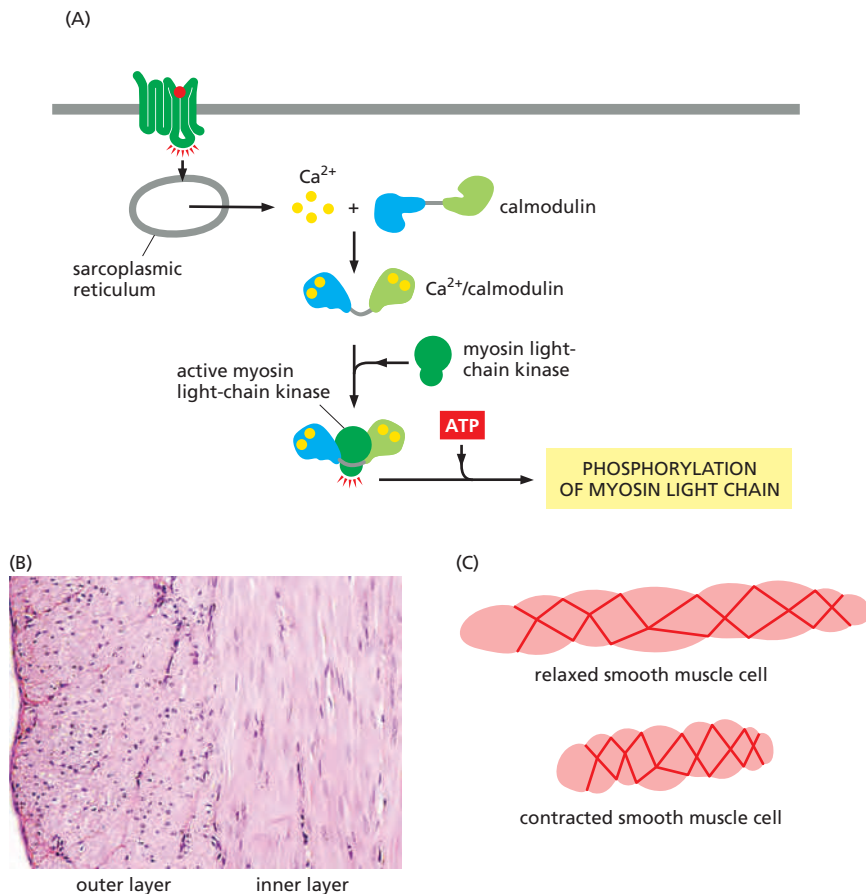 (A)
Ca2+
+
calmodulin
sarcoplasmic
reticulum
Ca2+/calmodulin
myosin light-
chain kinase
active myosin
light-chain kinase
ATP
PHOSPHORYLATION
OF MYOSIN LIGHT CHAIN
(B)
outer layer
inner layer
(C)
relaxed smooth muscle cell
contracted smooth muscle cell